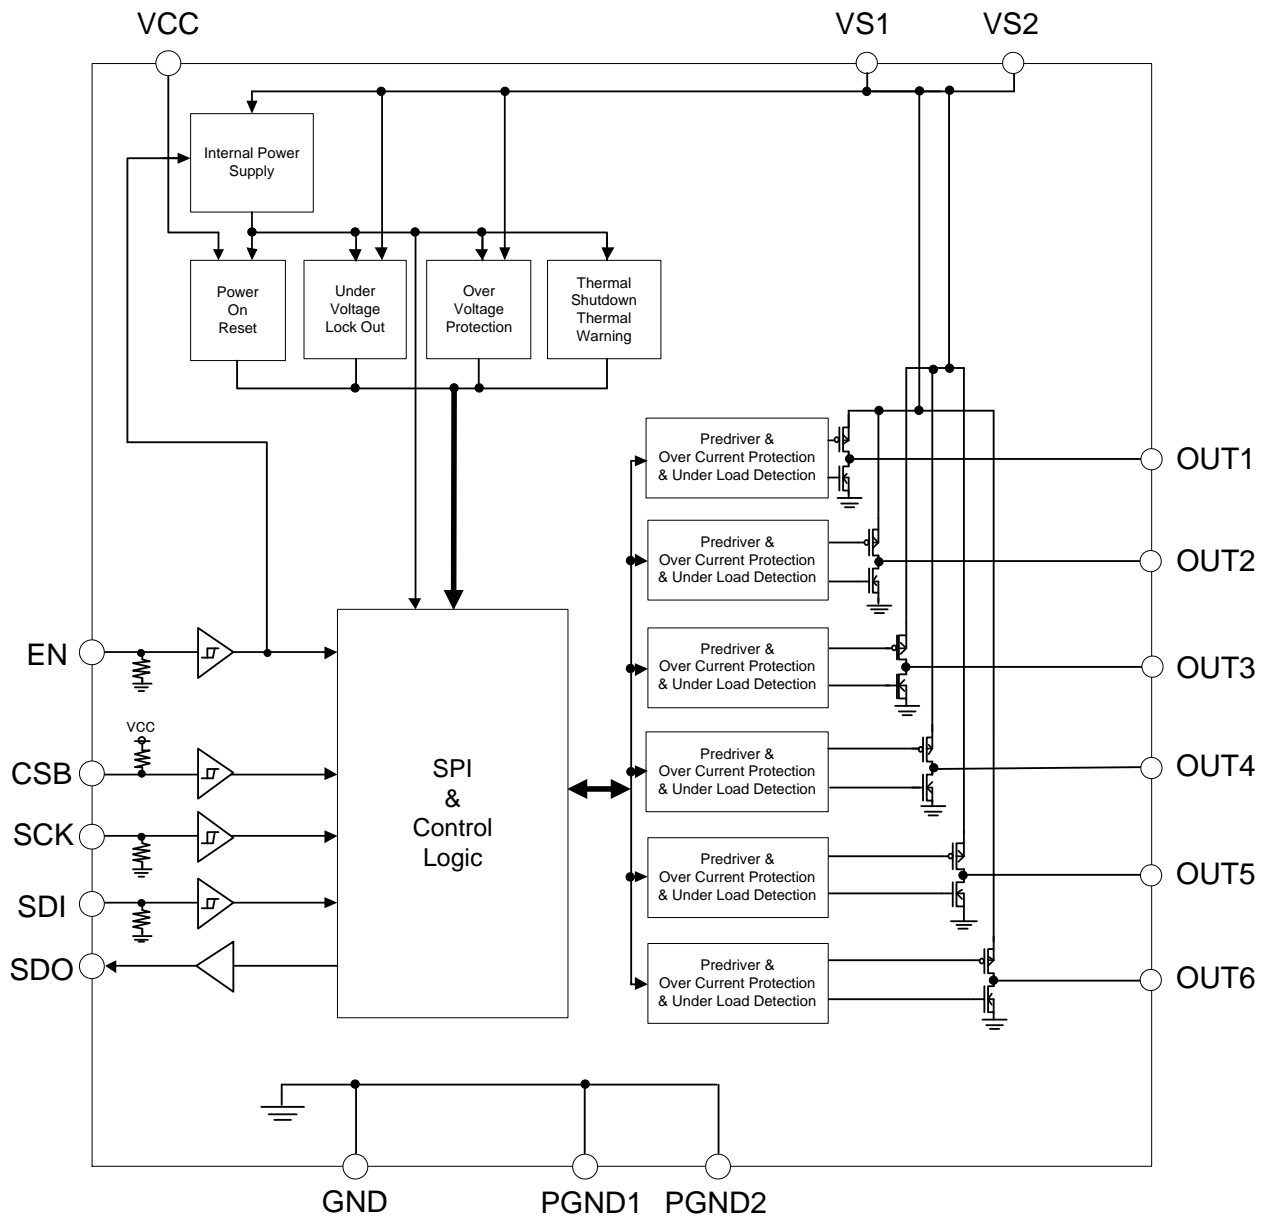 VCC
VS1
VS2
Internal Power
Supply
Power
On
Reset
Under
Voltage
Lock Out
Over
Voltage
Protection
Thermal
Shutdown
Thermal
Warning
Predriver &
Over Current Protection
& Under Load Detection
OUT1
Predriver &
Over Current Protection
& Under Load Detection
OUT2
Predriver &
Over Current Protection
& Under Load Detection
OUT3
Predriver &
Over Current Protection
& Under Load Detection
OUT4
Predriver &
Over Current Protection
& Under Load Detection
OUT5
Predriver &
Over Current Protection
& Under Load Detection
OUT6
EN
VCC
CSB
SCK
SDI
SDO
SPI
&
Control
Logic
GND
PGND1
PGND2